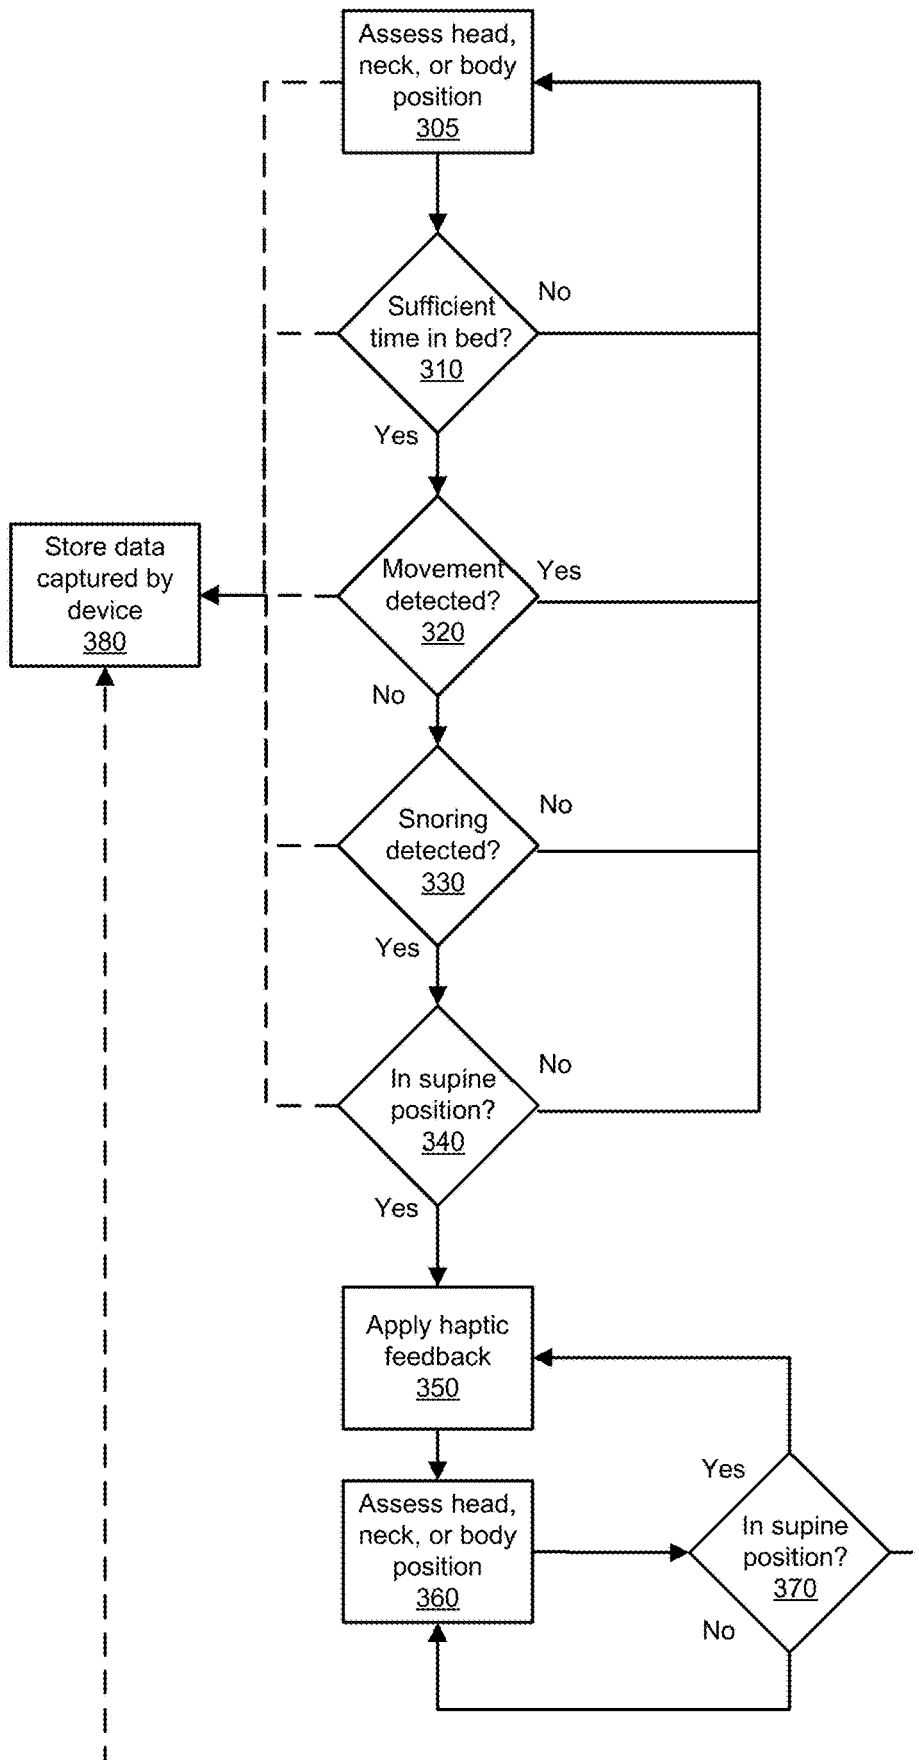 Assess head,
neck, or body
position
305
No
Sufficient
time in bed?
310
Yes
Store data
captured by
device
380
Movement
detected?
320
Yes
No
No
Snoring
detected?
330
Yes
No
In supine
position?
340
Yes
Apply haptic
feedback
350
Yes
Assess head,
neck, or body
position
360
In supine
position?
370
No